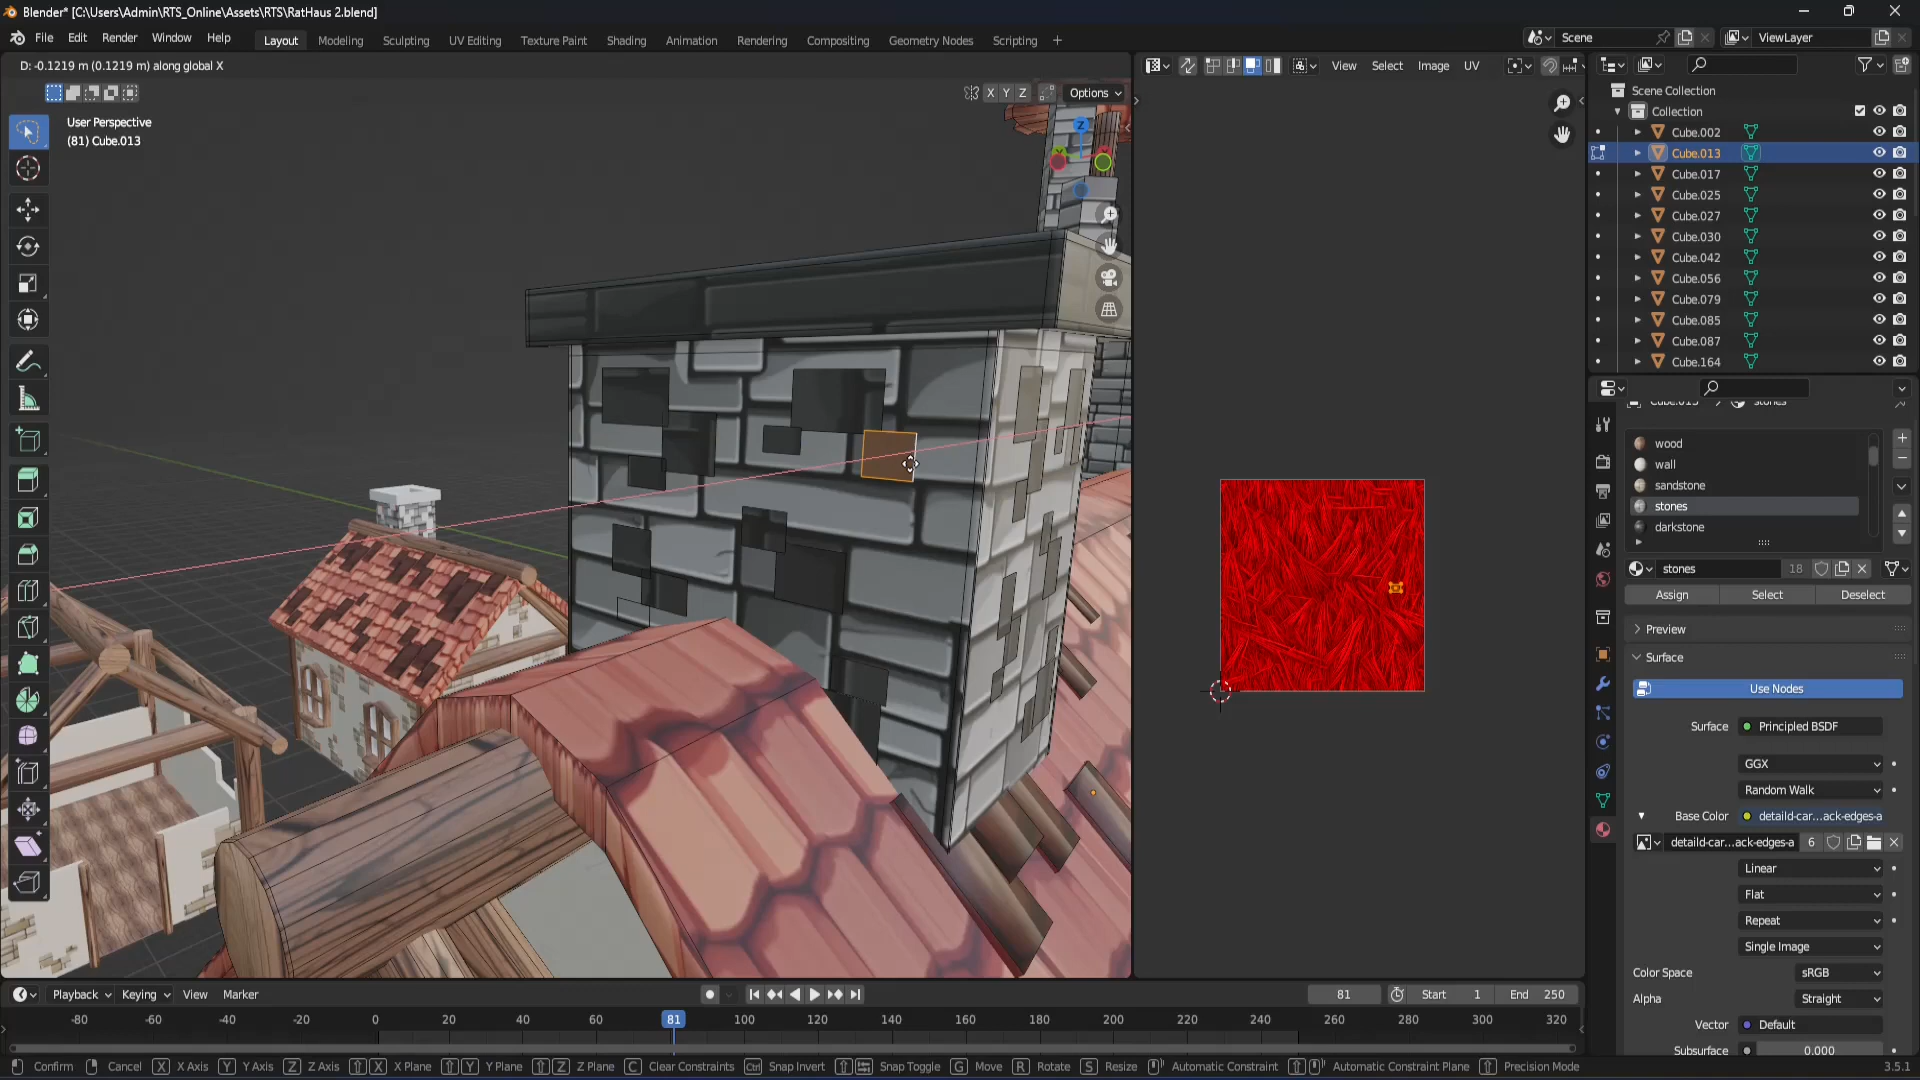 Blender* [C:\Users\Admin\RTS_Online\Assets\RTS\RatHaus 2.blend]
File Edit Render Window Help Layout Modeling Sculpting UV Editing Texture Paint Shading Animation Rendering Compositing Geometry Nodes Scripting + Scene ViewLayer
D: -0.1219 m (0.1219 m) along global X
View Select Image UV
X Y Z Options
User Perspective
(81) Cube.013
Z
Scene Collection
Collection
Cube.002
Cube.013
Cube.017
Cube.025
Cube.027
Cube.030
Cube.042
Cube.056
Cube.079
Cube.085
Cube.087
Cube.164
wood
wall
sandstone
stones
darkstone
stones 18
Assign Select Deselect
Preview
Surface
Use Nodes
Surface Principled BSDF
GGX
Random Walk
Base Color detaild-car...ack-edges-a
detaild-car...ack-edges-a 6
Linear
Flat
Repeat
Single Image
Color Space sRGB
Alpha Straight
Vector Default
Subsurface 0.000
Playback Keying View Marker 81 Start 1 End 250
-80 -60 -40 -20 0 20 40 60 81 100 120 140 160 180 200 220 240 260 280 300 320
Confirm Cancel X X Axis Y Y Axis Z Z Axis X X Plane Y Y Plane Z Z Plane C Clear Constraints Ctrl Snap Invert Snap Toggle G Move R Rotate S Resize Automatic Constraint Automatic Constraint Plane Precision Mode 3.5.1